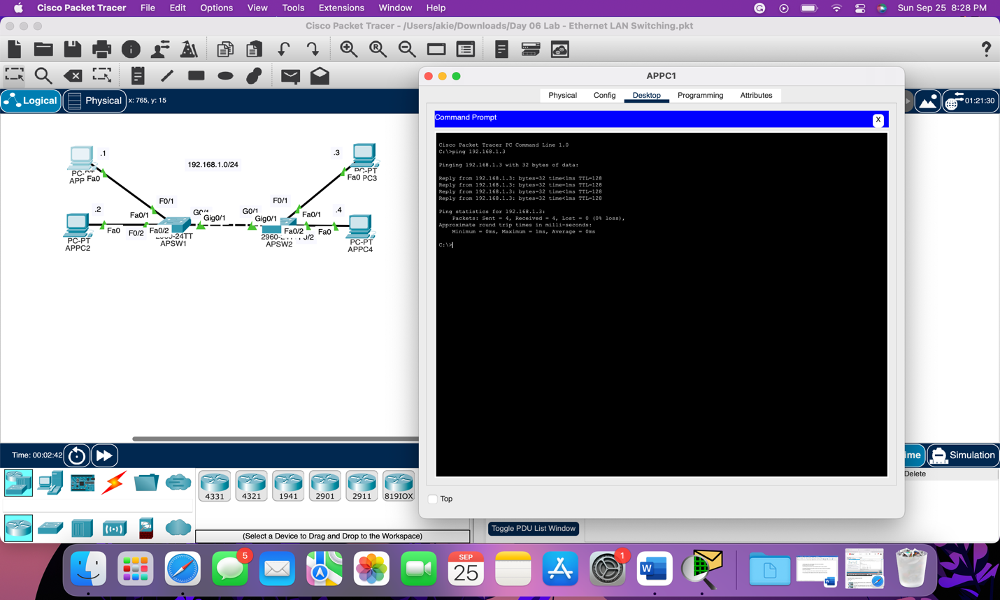 Cisco Packet Tracer File Edit Options View Tools Extensions Window Help Sun Sep 25 8:28 PM
Cisco Packet Tracer - /Users/akie/Downloads/Day 06 Lab - Ethernet LAN Switching.pkt
Logical Physical x: 765, y: 15
01:21:30
APPC1
Physical Config Desktop Programming Attributes
Command Prompt X
Cisco Packet Tracer PC Command Line 1.0
C:\>ping 192.168.1.3
Pinging 192.168.1.3 with 32 bytes of data:
Reply from 192.168.1.3: bytes=32 time<1ms TTL=128
Reply from 192.168.1.3: bytes=32 time=1ms TTL=128
Reply from 192.168.1.3: bytes=32 time<1ms TTL=128
Reply from 192.168.1.3: bytes=32 time<1ms TTL=128
Ping statistics for 192.168.1.3:
Packets: Sent = 4, Received = 4, Lost = 0 (0% loss),
Approximate round trip times in milli-seconds:
Minimum = 0ms, Maximum = 1ms, Average = 0ms
C:\>
Top
.1
.3
192.168.1.0/24
PC-PT
APP Fa0
PC-PT
Fa0 PC3
F0/1
F0/1
.2
Fa0/1
G0/1
Gig0/1
G0/1
Gig0/1
Fa0/1
.4
Fa0
F0/2
Fa0/2
Fa0/2
F0/2
Fa0
PC-PT
APPC2
APSW1
APSW2
PC-PT
APPC4
Time: 00:02:42
ime Simulation
Delete
4331 4321 1941 2901 2911 819IOX
(Select a Device to Drag and Drop to the Workspace)
Toggle PDU List Window
5
SEP
25
1